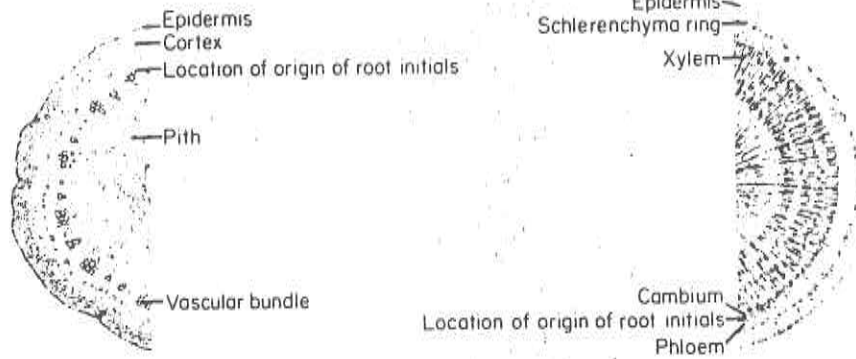 Epidermis
Cortex
Location of origin of root initials
Pith
Vascular bundle
Epidermis
Schlerenchyma ring
Xylem
Cambium
Location of origin of root initials
Phloem